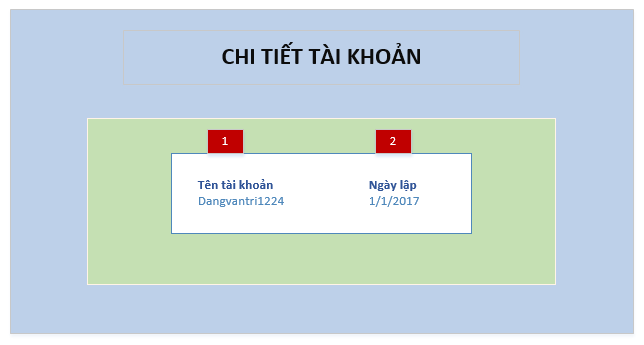 CHI TIẾT TÀI KHOẢN
1 2
Tên tài khoản Ngày lập
Dangvantri1224 1/1/2017